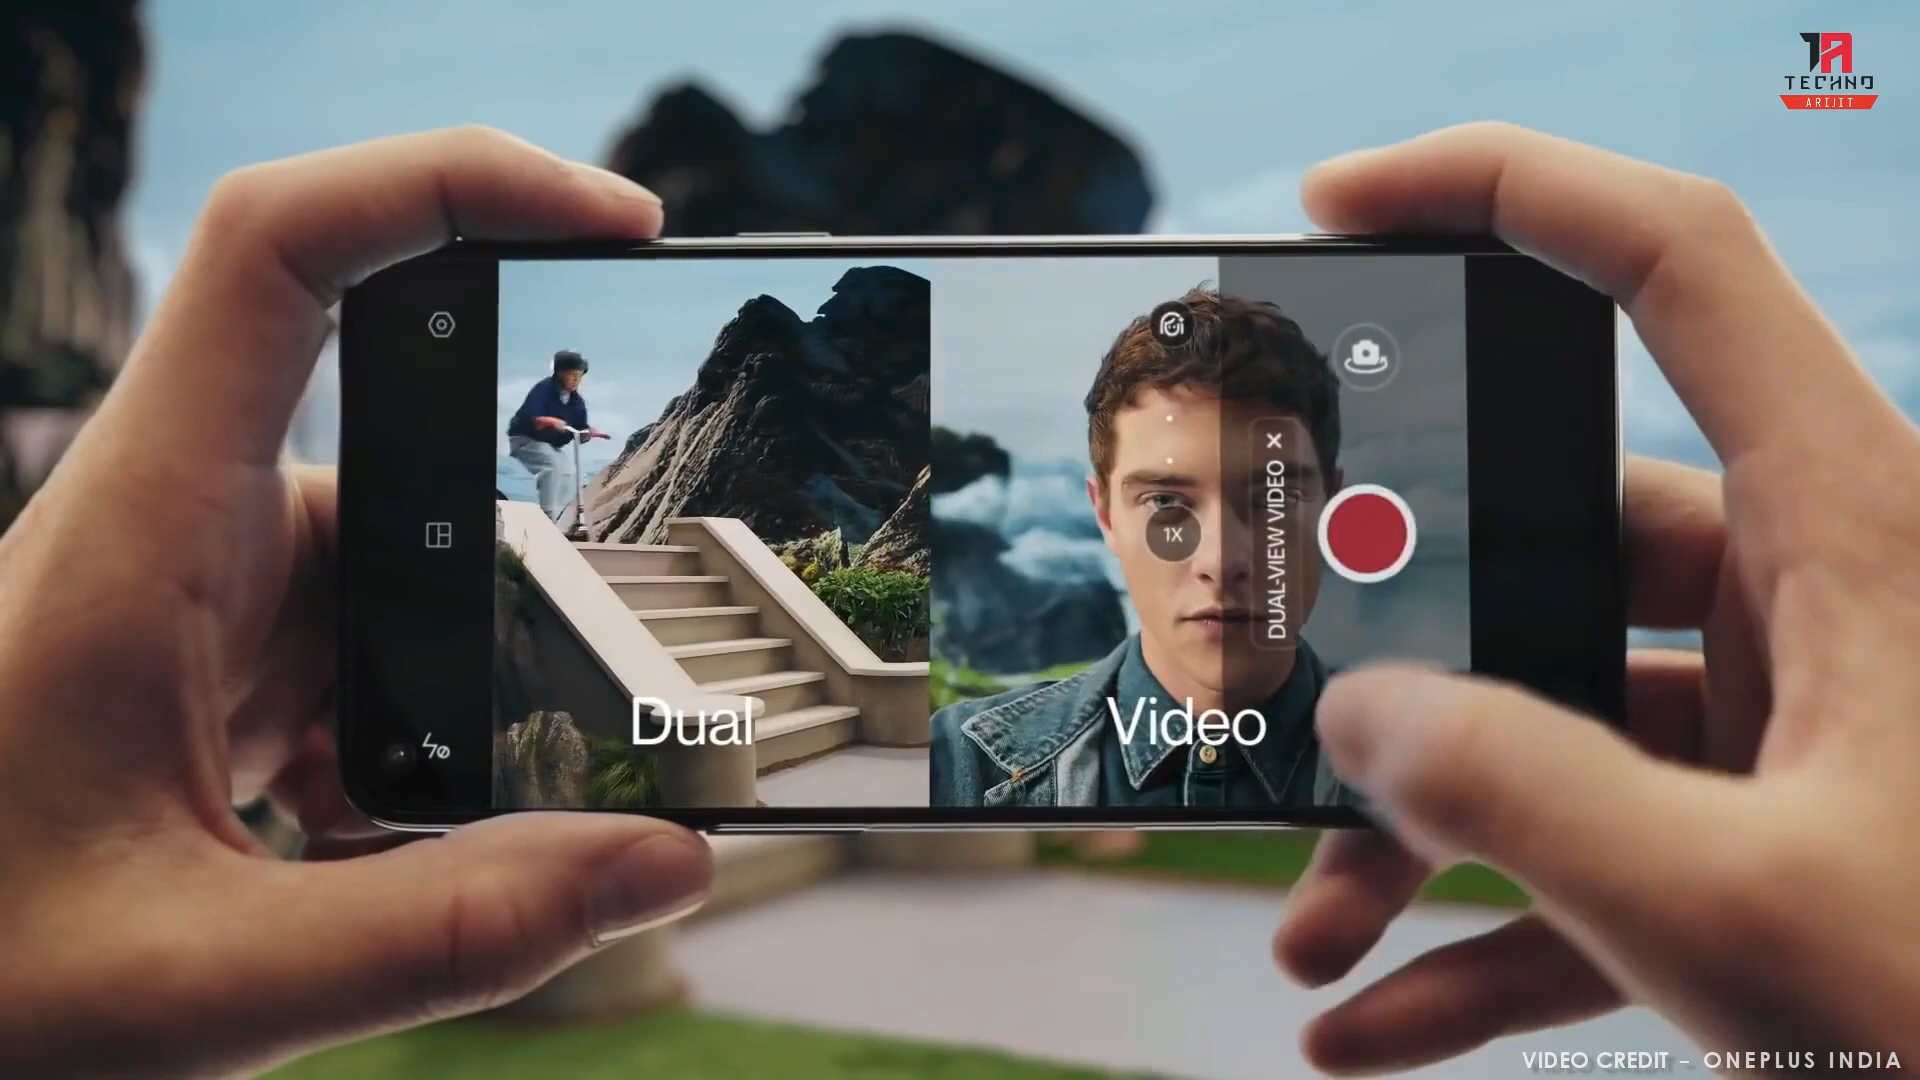 TECHNO
ARIJIT
1X
DUAL-VIEW VIDEO ×
Dual
Video
VIDEO CREDIT – ONEPLUS INDIA